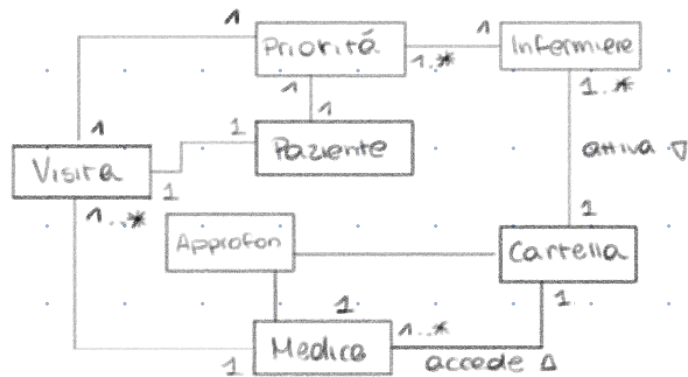 1
1
Priorità
1..*
Infermiere
1
1
1..*
1
1
Paziente
attiva ▽
Visita
1
1..*
Approfon
1
Cartella
1
1
1..*
Medico
1
accede △